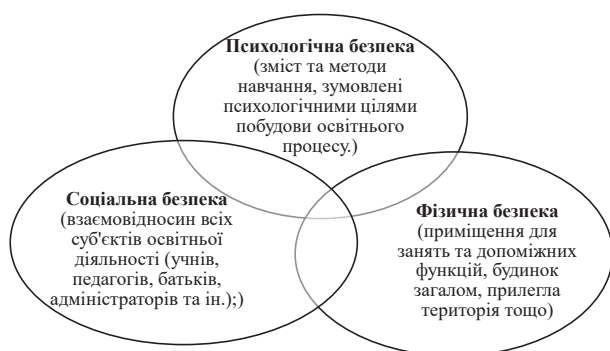 Психологічна безпека
(зміст та методи
навчання, зумовлені
психологічними цілями
побудови освітнього
процесу.)
Соціальна безпека
(взаємовідносин всіх
суб'єктів освітньої
діяльності (учнів,
педагогів, батьків,
адміністраторів та ін.);)
Фізична безпека
(приміщення для
занять та допоміжних
функцій, будинок
загалом, прилегла
територія тощо)